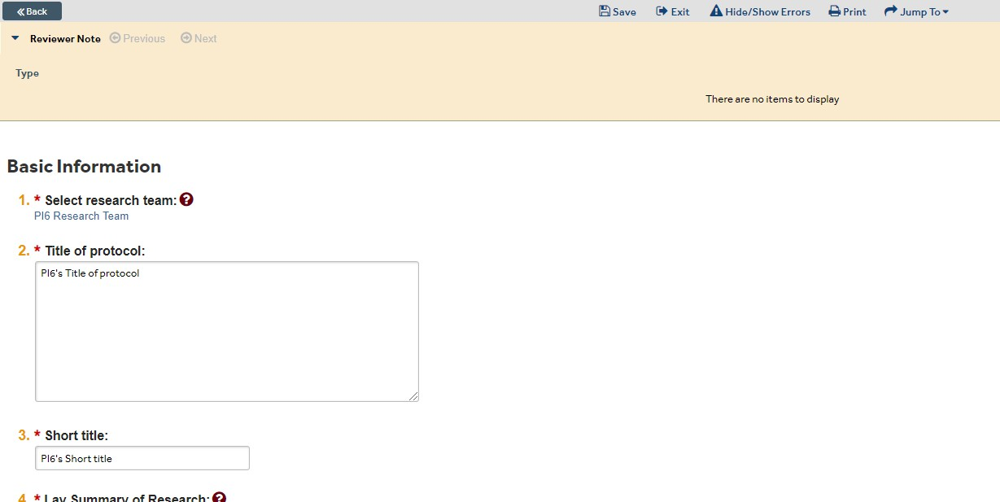 Back Save Exit Hide/Show Errors Print Jump To
Reviewer Note Previous Next
Type
There are no items to display
Basic Information
1. * Select research team: ?
PI6 Research Team
2. * Title of protocol:
PI6's Title of protocol
3. * Short title:
PI6's Short title
4. * Lay Summary of Research: ?